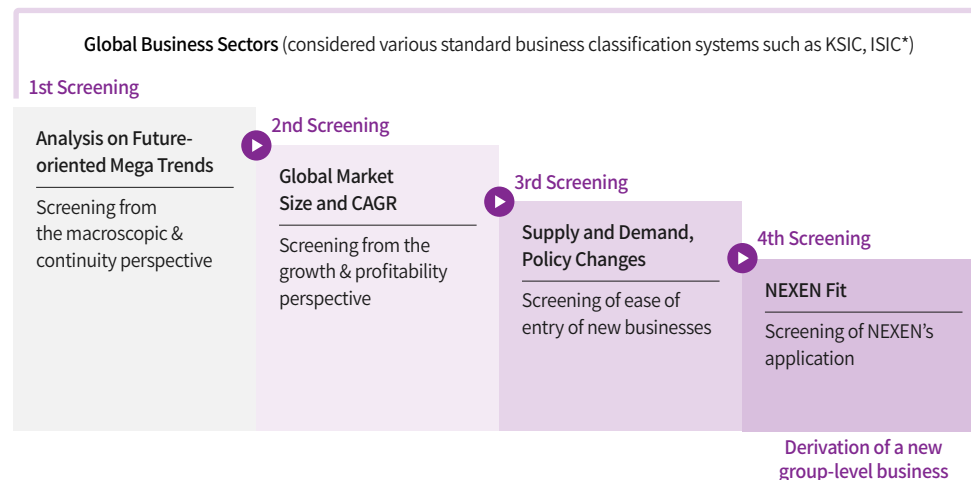 Global Business Sectors (considered various standard business classification systems such as KSIC, ISIC*)
1st Screening
Analysis on Future-
oriented Mega Trends
Screening from
the macroscopic &
continuity perspective
2nd Screening
Global Market
Size and CAGR
Screening from the
growth & profitability
perspective
3rd Screening
Supply and Demand,
Policy Changes
Screening of ease of
entry of new businesses
4th Screening
NEXEN Fit
Screening of NEXEN’s
application
Derivation of a new
group-level business